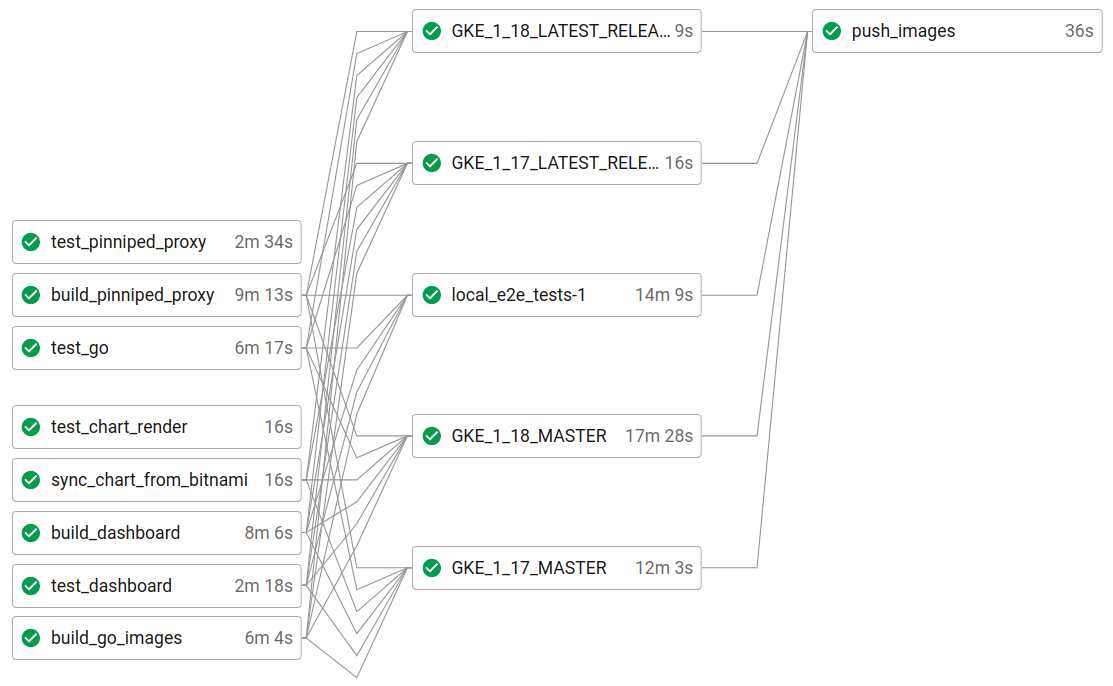 test_pinniped_proxy 2m 34s
build_pinniped_proxy 9m 13s
test_go 6m 17s
test_chart_render 16s
sync_chart_from_bitnami 16s
build_dashboard 8m 6s
test_dashboard 2m 18s
build_go_images 6m 4s
GKE_1_18_LATEST_RELEA... 9s
GKE_1_17_LATEST_RELE... 16s
local_e2e_tests-1 14m 9s
GKE_1_18_MASTER 17m 28s
GKE_1_17_MASTER 12m 3s
push_images 36s